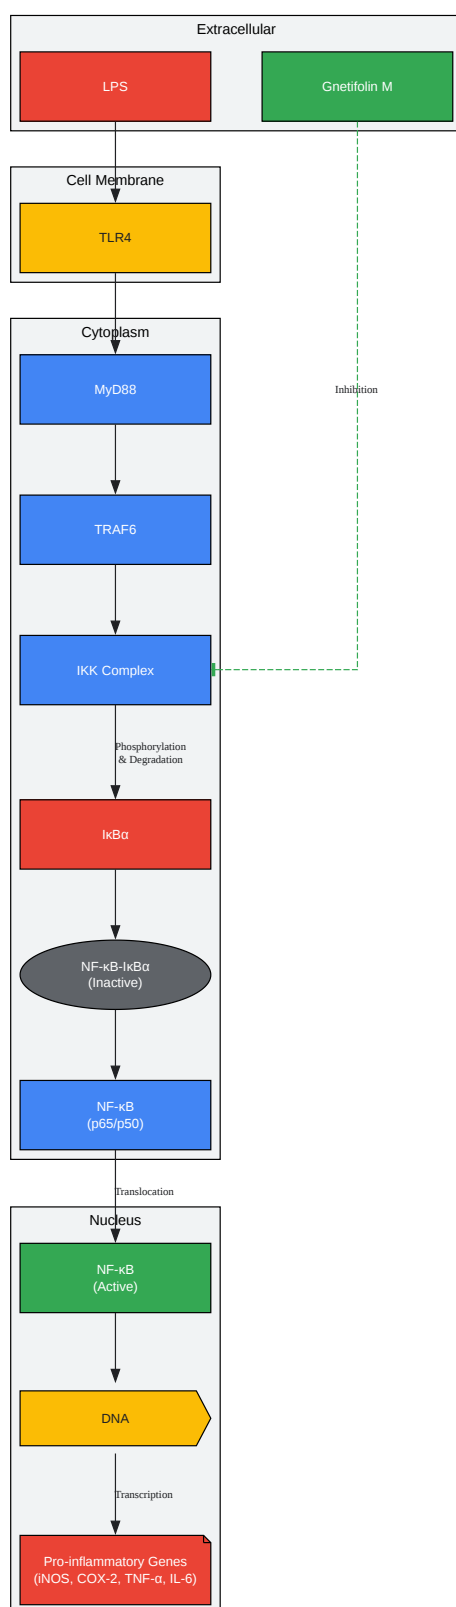 Extracellular
LPS
Gnetifolin M
Cell Membrane
TLR4
Cytoplasm
MyD88
Inhibition
TRAF6
IKK Complex
Phosphorylation
& Degradation
IκBα
NF-κB-IκBα
(Inactive)
NF-κB
(p65/p50)
Translocation
Nucleus
NF-κB
(Active)
DNA
Transcription
Pro-inflammatory Genes
(iNOS, COX-2, TNF-α, IL-6)